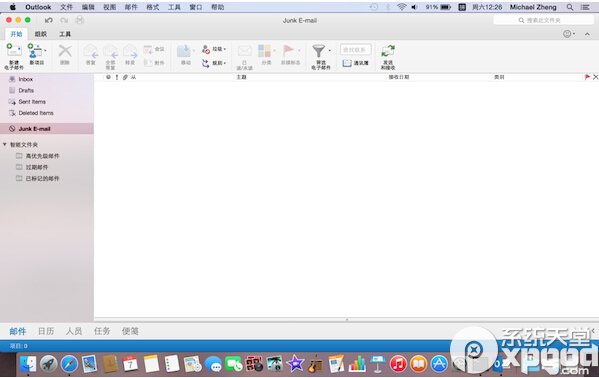 Outlook 文件 编辑 视图 邮件 格式 工具 窗口 帮助 91% 拼 周六12:26 Michael Zheng
Junk E-mail
搜索此文件夹
开始 组织 工具
新建
电子邮件
新项目
删除
答复
全部
答复
转发
会议
附件
移动
垃圾
规则
已
读/未读
分类
后续标志
筛选
电子邮件
查找联系
通讯簿
发送
和接收
Inbox
Drafts
Sent Items
Deleted Items
Junk E-mail
智能文件夹
高优先级邮件
过期邮件
已标记的邮件
从 主题 接收日期 类别
邮件 日历 人员 任务 便笺
项目: 0
7
系统天堂
xpgod